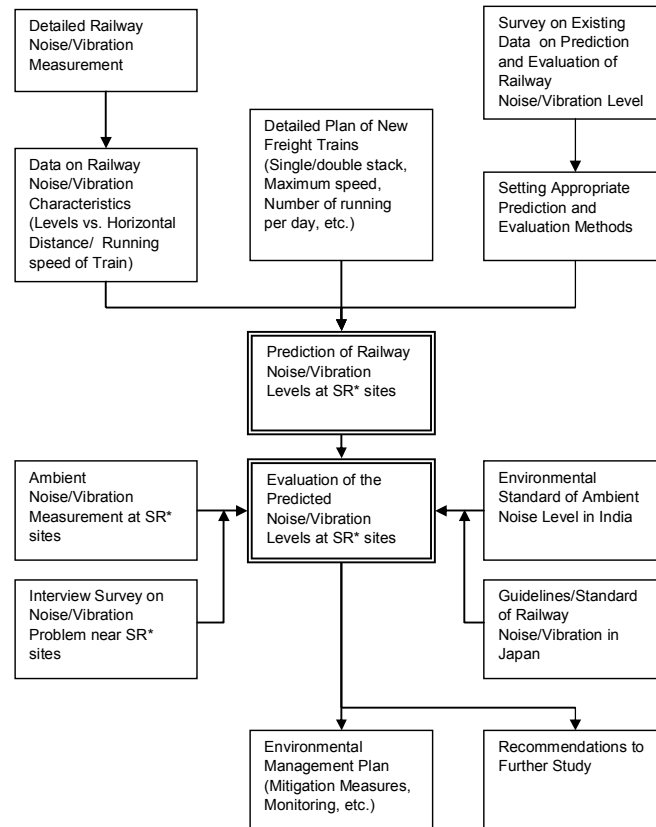 Detailed Railway
Noise/Vibration
Measurement
Survey on Existing
Data on Prediction
and Evaluation of
Railway
Noise/Vibration Level
Detailed Plan of New
Freight Trains
(Single/double stack,
Maximum speed,
Number of running
per day, etc.)
Data on Railway
Noise/Vibration
Characteristics
(Levels vs. Horizontal
Distance/ Running
speed of Train)
Setting Appropriate
Prediction and
Evaluation Methods
Prediction of Railway
Noise/Vibration
Levels at SR* sites
Ambient
Noise/Vibration
Measurement at SR*
sites
Evaluation of the
Predicted
Noise/Vibration
Levels at SR* sites
Environmental
Standard of Ambient
Noise Level in India
Interview Survey on
Noise/Vibration
Problem near SR*
sites
Guidelines/Standard
of Railway
Noise/Vibration in
Japan
Environmental
Management Plan
(Mitigation Measures,
Monitoring, etc.)
Recommendations to
Further Study